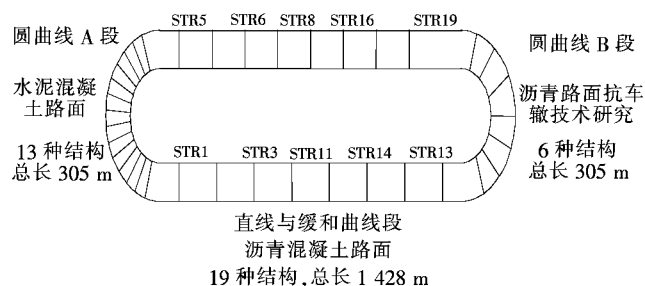 STR5 STR6 STR8 STR16 STR19
圆曲线 A 段
水泥混凝
土路面
13 种结构
总长 305 m
圆曲线 B 段
沥青路面抗车
辙技术研究
6 种结构
总长 305 m
STR1 STR3 STR11 STR14 STR13
直线与缓和曲线段
沥青混凝土路面
19 种结构,总长 1 428 m